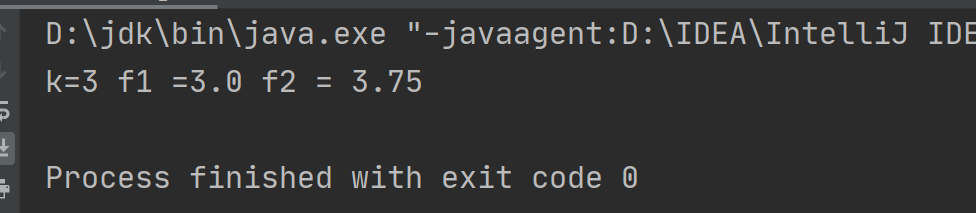 D:\jdk\bin\java.exe "-javaagent:D:\IDEA\IntelliJ IDE
k=3 f1 =3.0 f2 = 3.75
Process finished with exit code 0